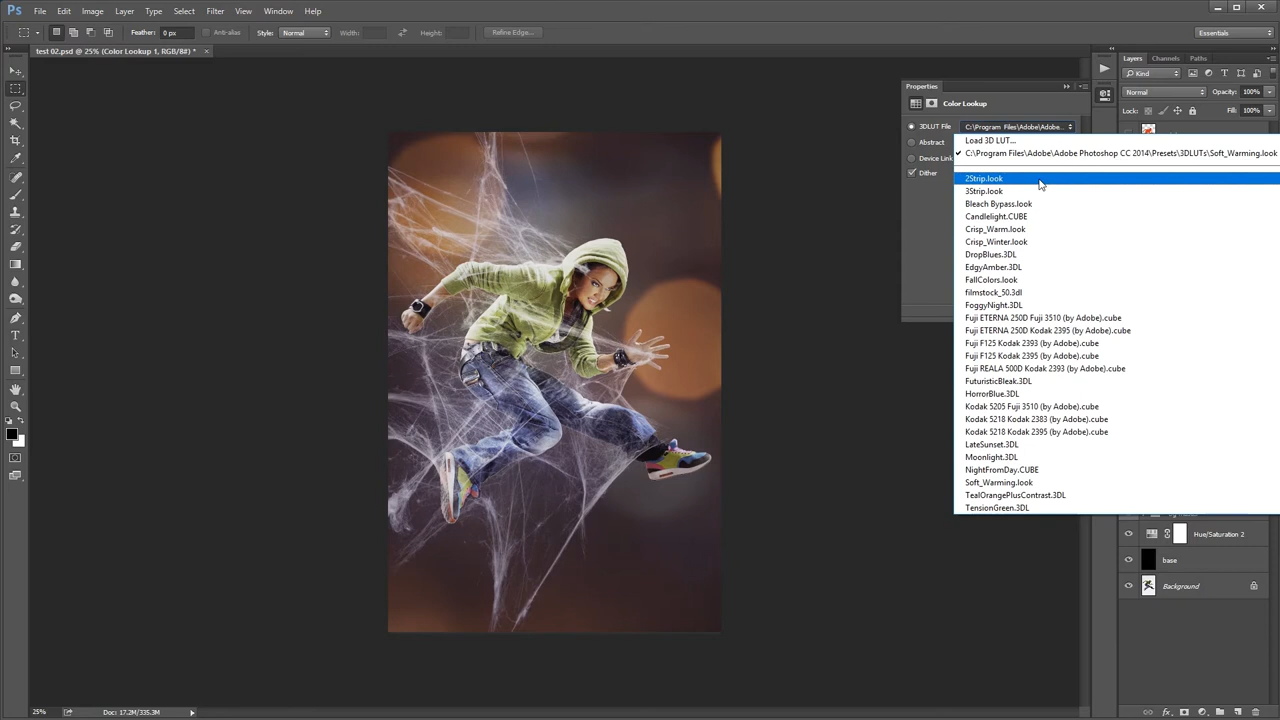 Ps File Edit Image Layer Type Select Filter View Window Help
Feather: 0 px Anti-alias Style: Normal Width: Height: Refine Edge... Essentials
test 02.psd @ 25% (Color Lookup 1, RGB/8#) * ×
Layers Channels Paths
Kind
Normal Opacity: 100%
Lock: Fill: 100%
Properties
Color Lookup
3DLUT File C:\Program Files\Adobe\Adobe...
Abstract
Device Link
Dither
Load 3D LUT...
C:\Program Files\Adobe\Adobe Photoshop CC 2014\Presets\3DLUTs\Soft_Warming.look
2Strip.look
3Strip.look
Bleach Bypass.look
Candlelight.CUBE
Crisp_Warm.look
Crisp_Winter.look
DropBlues.3DL
EdgyAmber.3DL
FallColors.look
filmstock_50.3dl
FoggyNight.3DL
Fuji ETERNA 250D Fuji 3510 (by Adobe).cube
Fuji ETERNA 250D Kodak 2395 (by Adobe).cube
Fuji F125 Kodak 2393 (by Adobe).cube
Fuji F125 Kodak 2395 (by Adobe).cube
Fuji REALA 500D Kodak 2393 (by Adobe).cube
FuturisticBleak.3DL
HorrorBlue.3DL
Kodak 5205 Fuji 3510 (by Adobe).cube
Kodak 5218 Kodak 2383 (by Adobe).cube
Kodak 5218 Kodak 2395 (by Adobe).cube
LateSunset.3DL
Moonlight.3DL
NightFromDay.CUBE
Soft_Warming.look
TealOrangePlusContrast.3DL
TensionGreen.3DL
Hue/Saturation 2
base
Background
25% Doc: 17.2M/335.3M